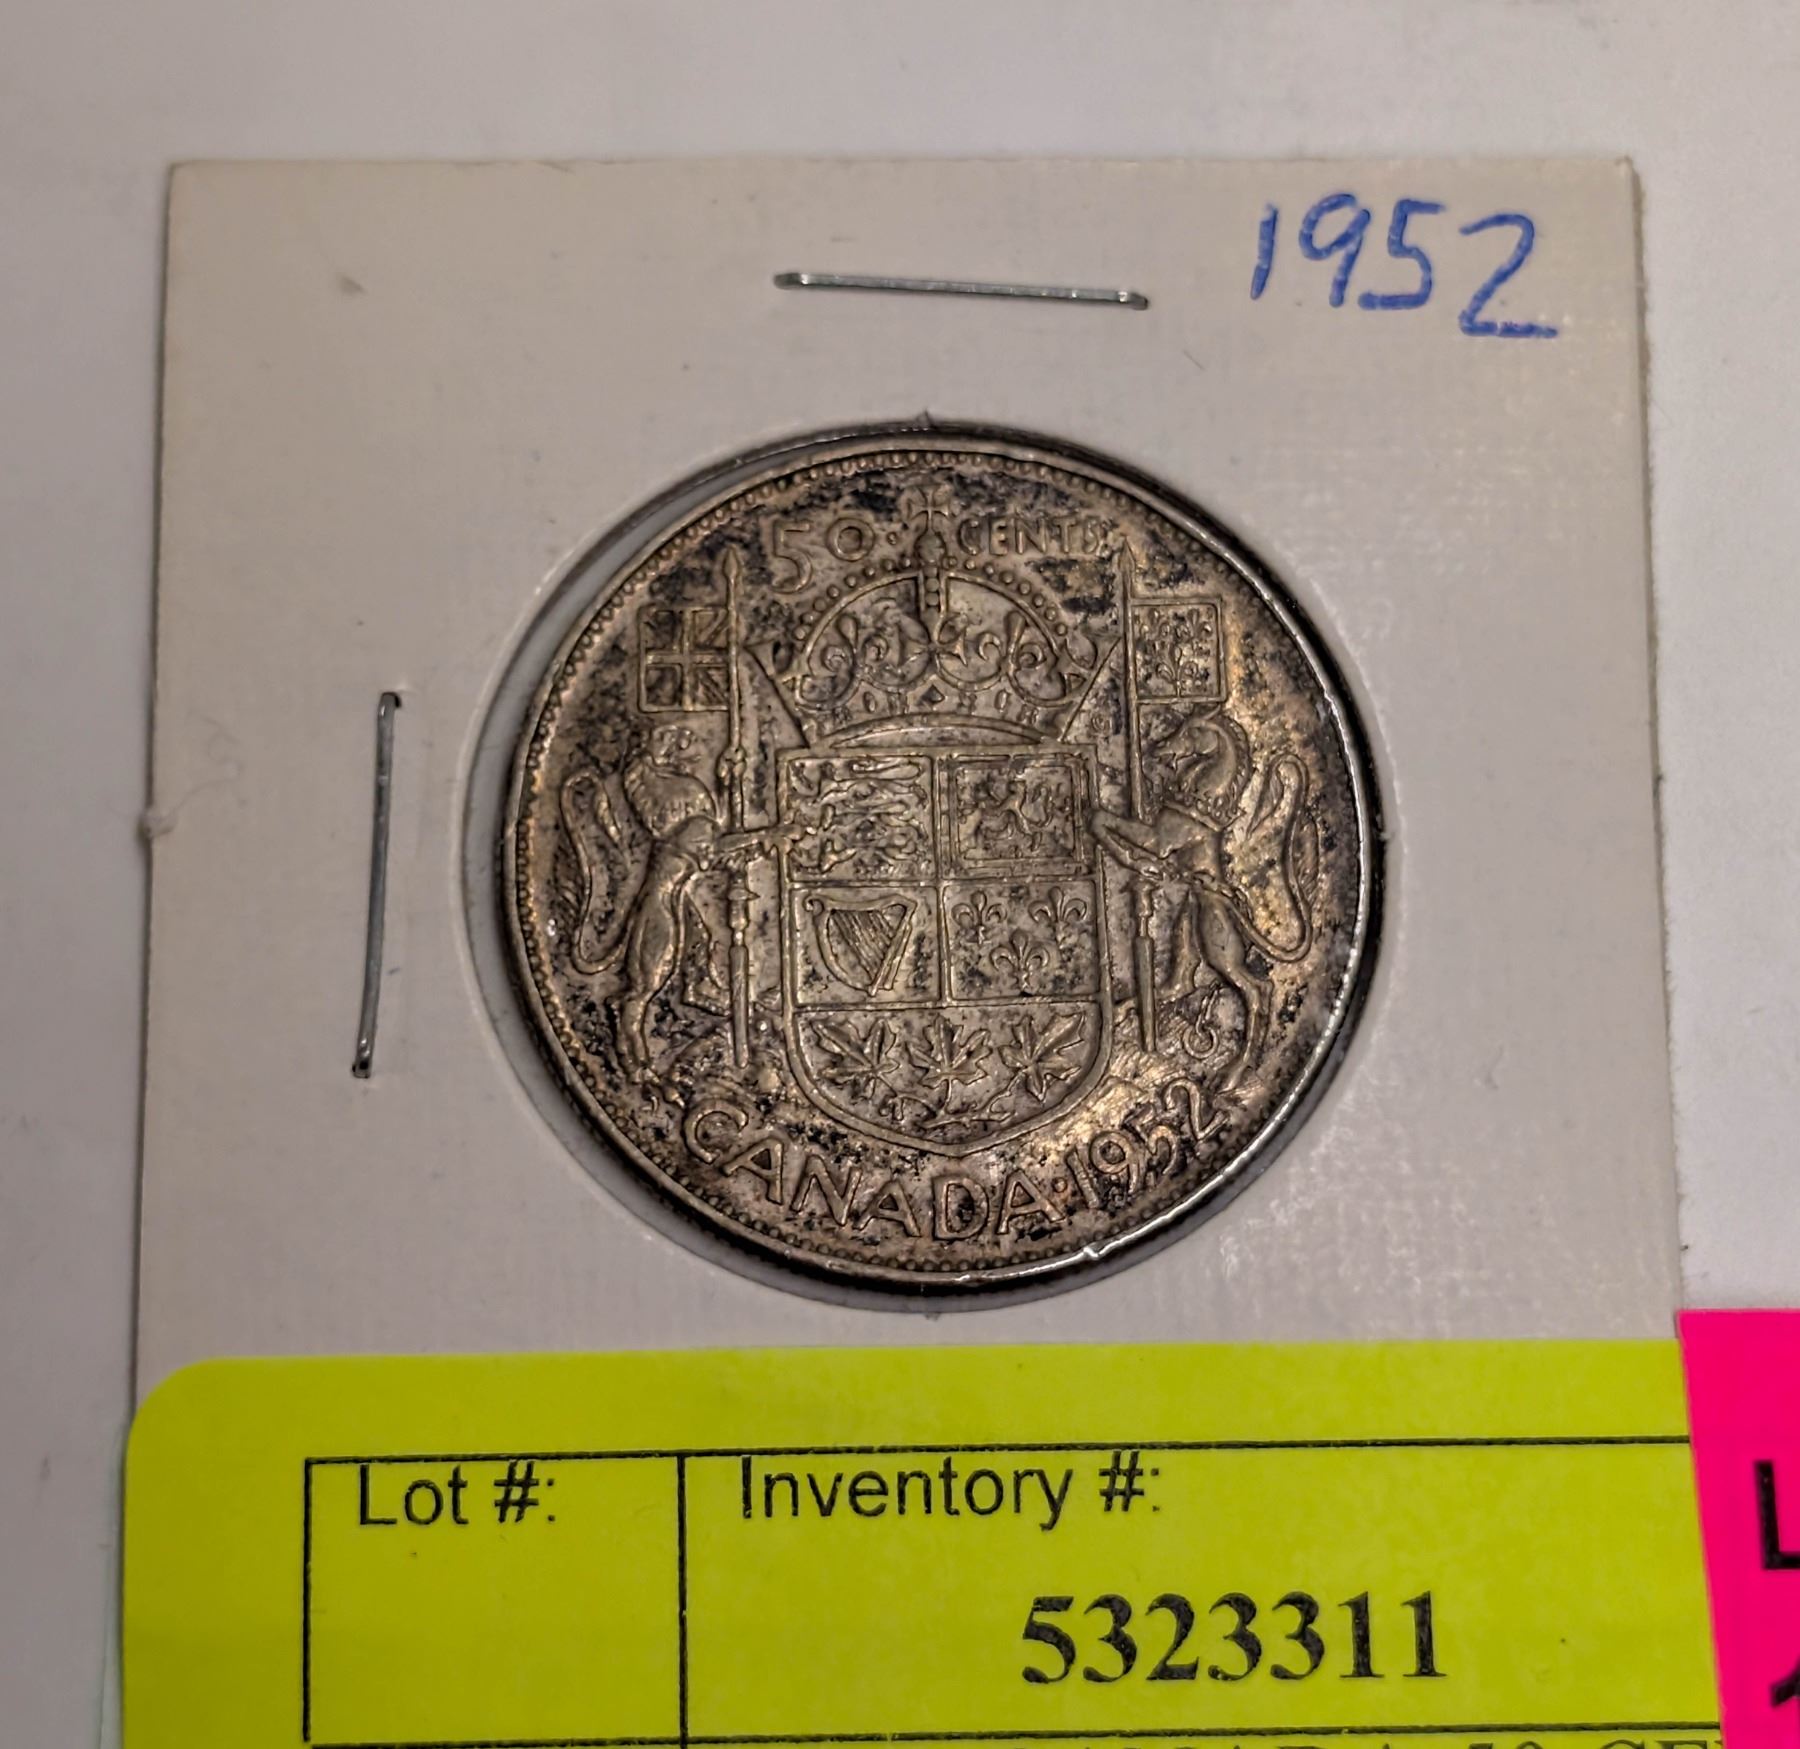 1952
50 · CENTS
CANADA · 1952
Lot #:
Inventory #:
5323311